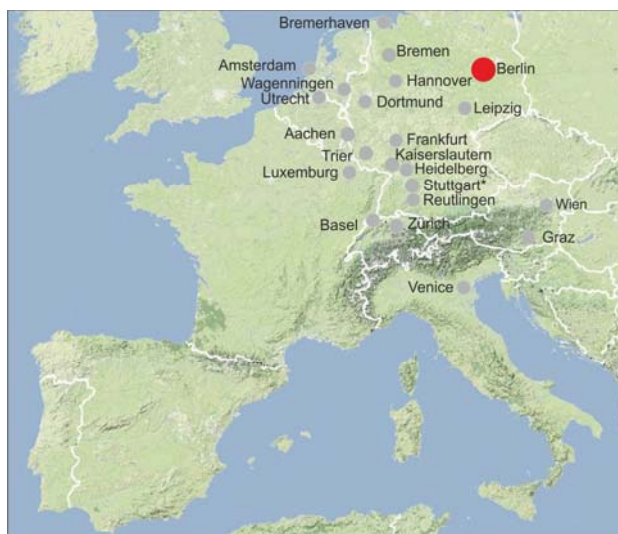 Bremerhaven
Bremen
Amsterdam
Berlin
Wagenningen
Hannover
Utrecht
Dortmund
Leipzig
Aachen
Frankfurt
Trier
Kaiserslautern
Luxemburg
Heidelberg
Stuttgart*
Reutlingen
Wien
Basel
Zürich
Graz
Venice